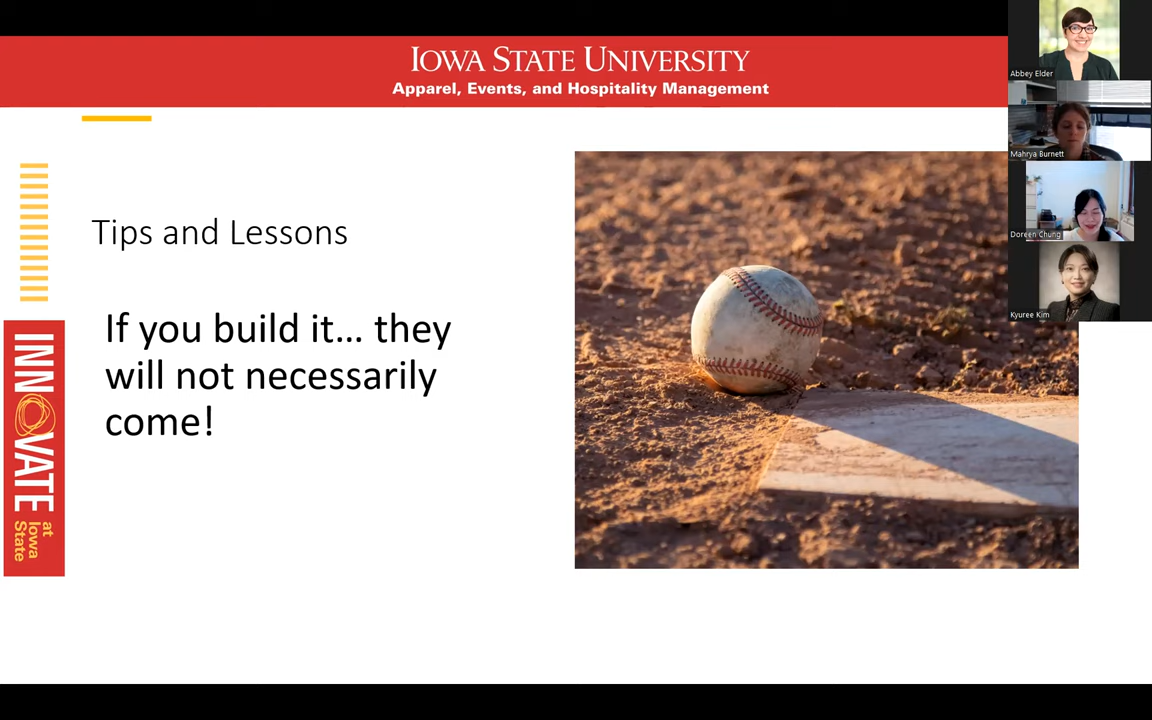 IOWA STATE UNIVERSITY
Apparel, Events, and Hospitality Management
Tips and Lessons
If you build it... they
will not necessarily
come!
INNOVATE
at
Iowa
State
Abbey Elder
Mahrya Burnett
Doreen Chung
Kyuree Kim